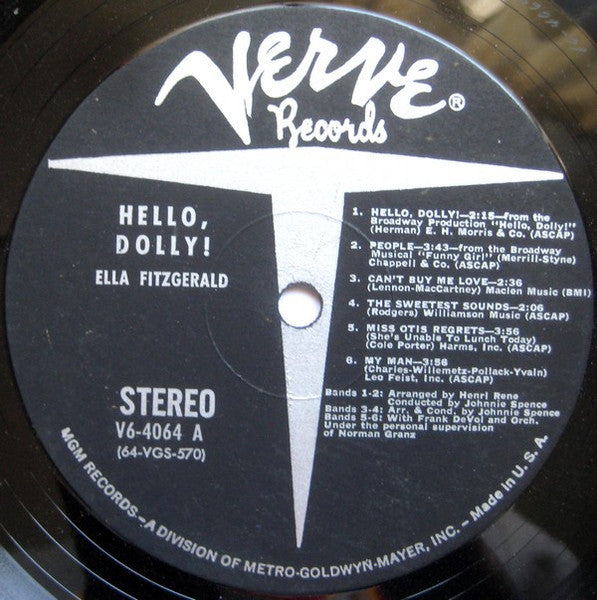 Verve®
Records
HELLO,
DOLLY!
ELLA FITZGERALD
1. HELLO, DOLLY!—2:15—from the
Broadway Production "Hello, Dolly!"
(Herman) E. H. Morris & Co. (ASCAP)
2. PEOPLE—3:43—from the Broadway
Musical "Funny Girl" (Merrill-Styne)
Chappell & Co. (ASCAP)
3. CAN'T BUY ME LOVE—2:36
(Lennon-MacCartney) Maclen Music (BMI)
4. THE SWEETEST SOUNDS—2:06
(Rodgers) Williamson Music (ASCAP)
5. MISS OTIS REGRETS—3:56
(She's Unable To Lunch Today)
(Cole Porter) Harms, Inc. (ASCAP)
6. MY MAN—3:56
(Charles-Willemetz-Pollack-Yvain)
Leo Feist, Inc. (ASCAP)
Bands 1-2: Arranged by Henri Rene
Conducted by Johnnie Spence
Bands 3-4: Arr. & Cond. by Johnnie Spence
Bands 5-6: With Frank DeVol and Orch.
Under the personal supervision
of Norman Granz
STEREO
V6-4064 A
(64-VGS-570)
MGM RECORDS—A DIVISION OF METRO-GOLDWYN-MAYER, INC. — Made in U. S. A.